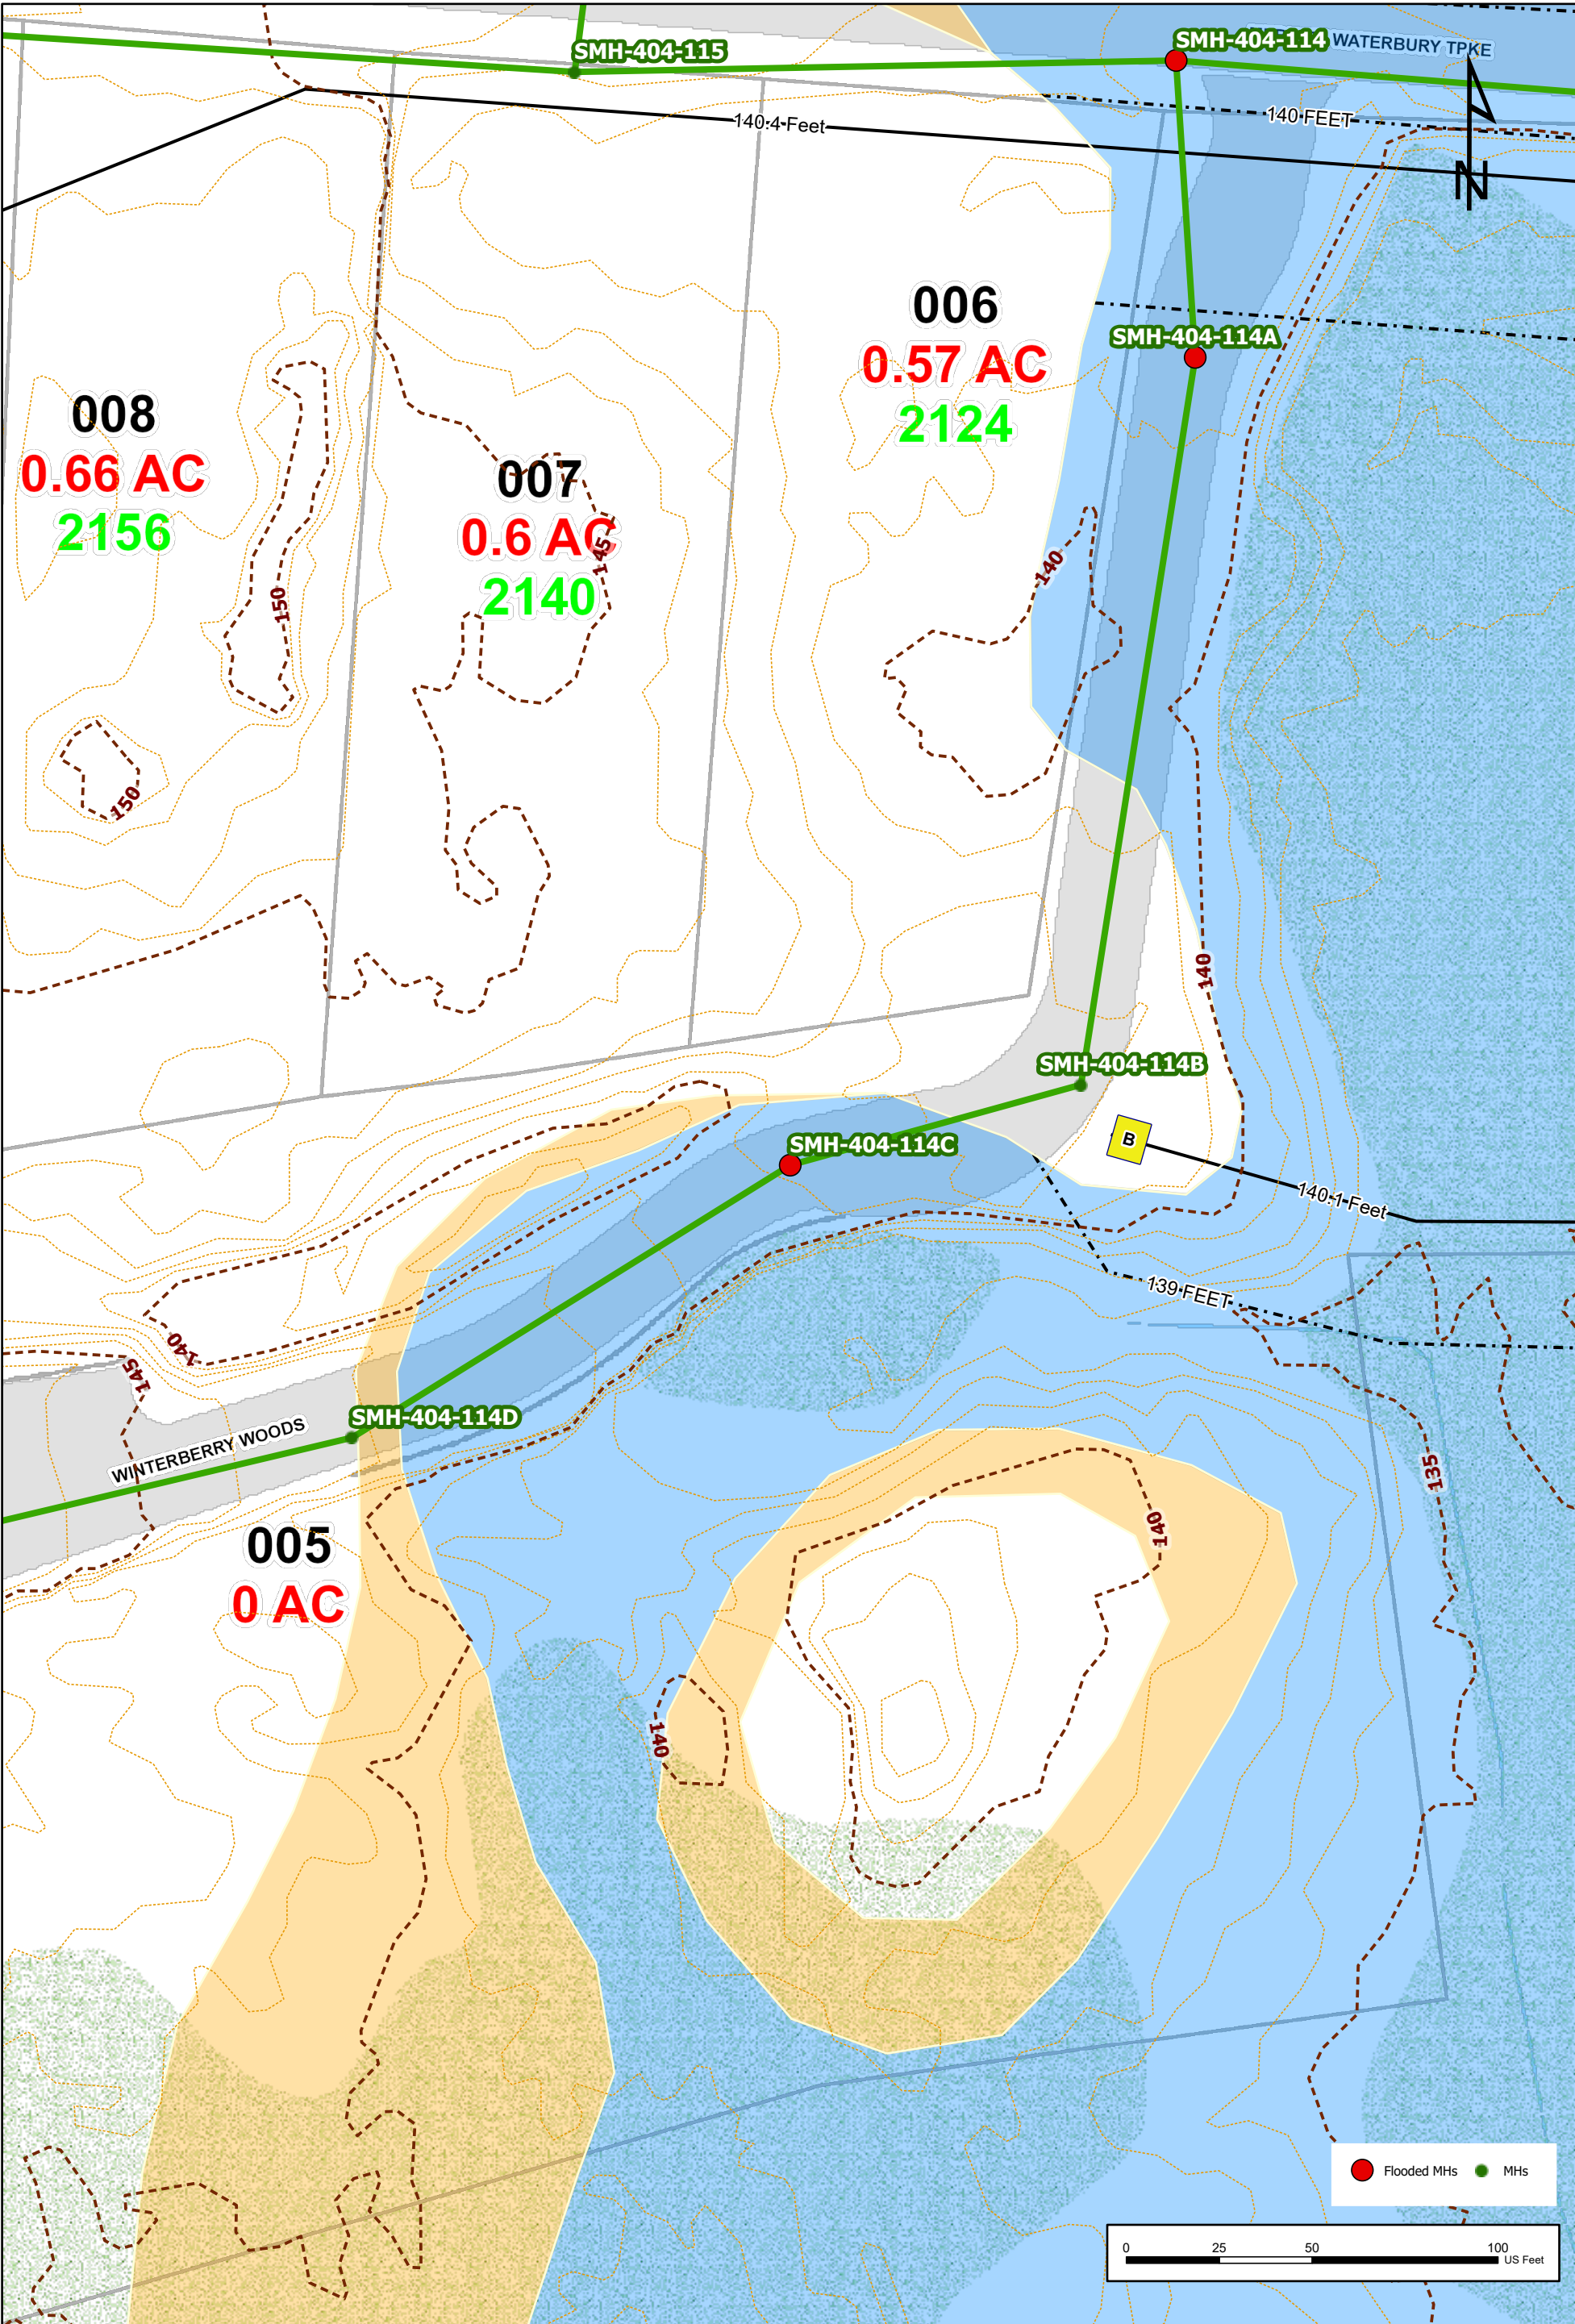 SMH-404-115
SMH-404-114
WATERBURY TPKE
140.4 Feet
140 FEET
N
006
0.57 AC
2124
SMH-404-114A
008
0.66 AC
2156
007
0.6 AC
2140
145
140
150
150
140
SMH-404-114B
B
SMH-404-114C
140.1 Feet
139 FEET
140
145
SMH-404-114D
WINTERBERRY WOODS
135
140
005
0 AC
140
Flooded MHs
MHs
0 25 50 100
US Feet